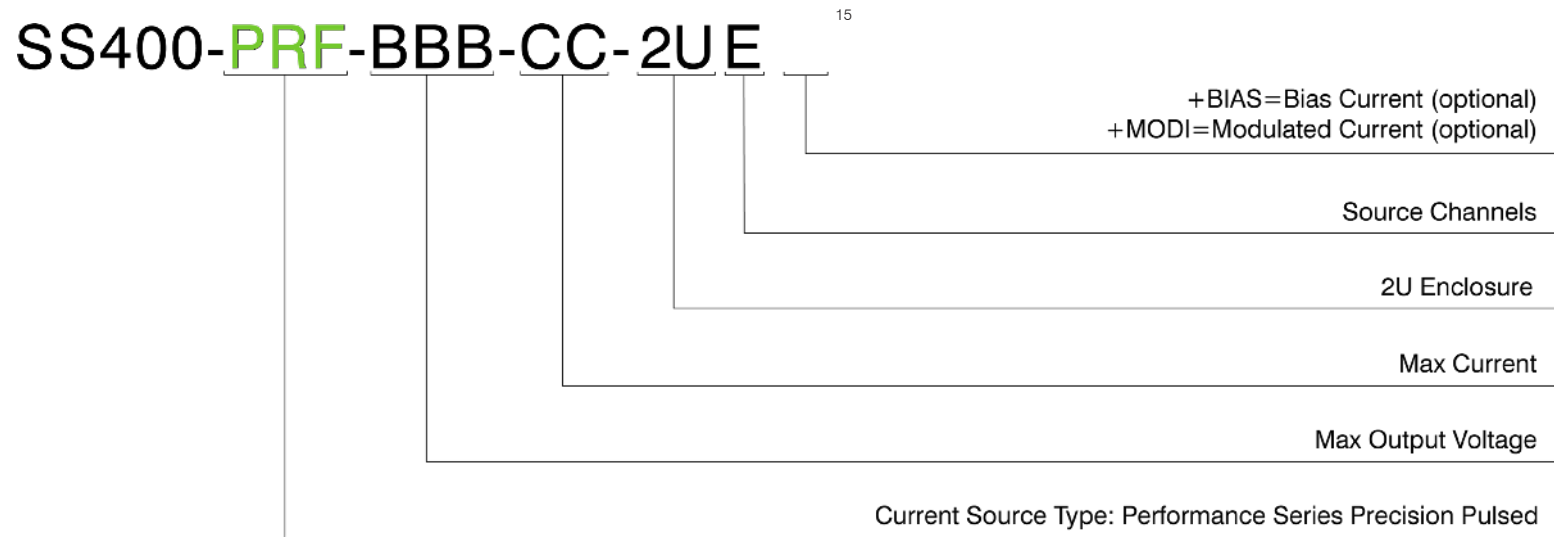 15
SS400-PRF-BBB-CC-2UE
+BIAS=Bias Current (optional)
+MODI=Modulated Current (optional)
Source Channels
2U Enclosure
Max Current
Max Output Voltage
Current Source Type: Performance Series Precision Pulsed